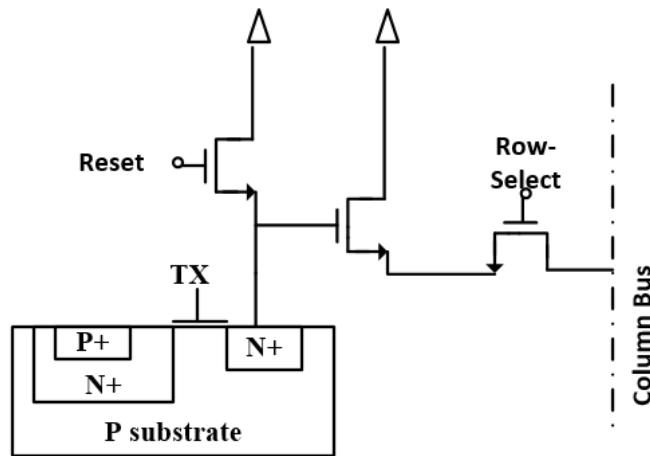 Reset
Row-
Select
TX
P+
N+
N+
P substrate
Column Bus